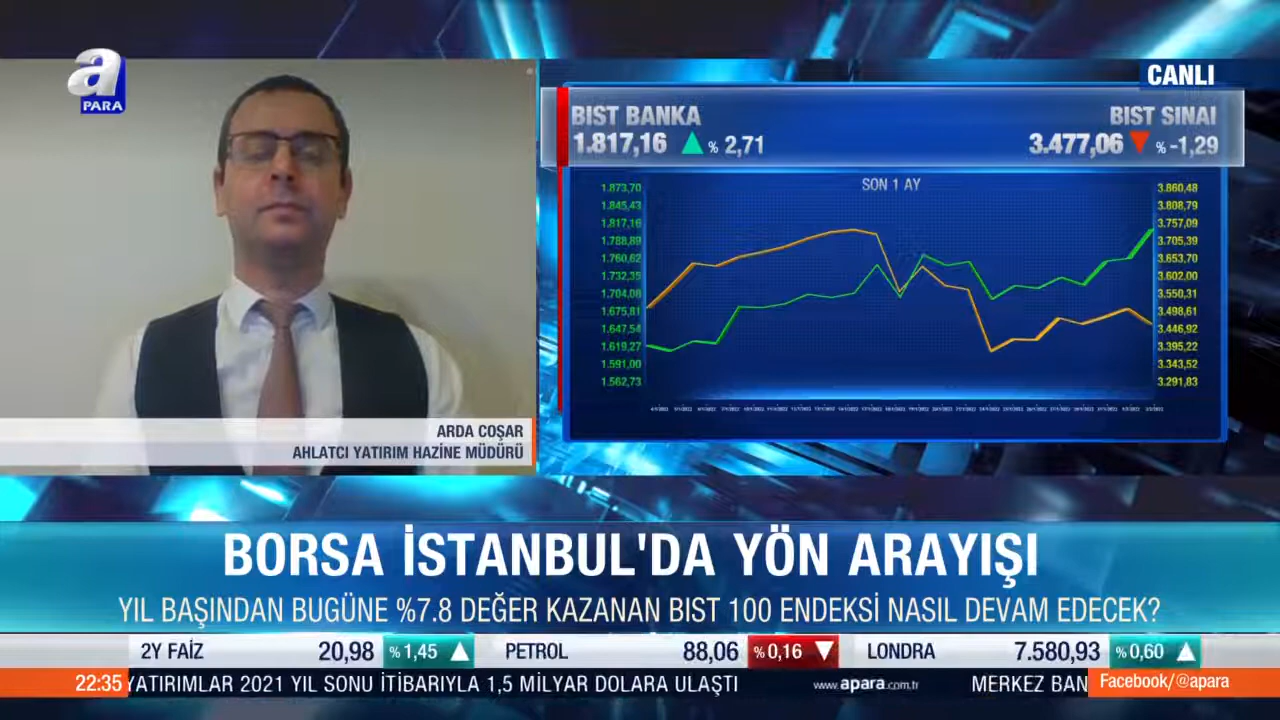 a
PARA
CANLI
BIST BANKA
1.817,16 ▲ % 2,71
BIST SINAI
3.477,06 ▼ % -1,29
SON 1 AY
1.873,70
1.845,43
1.817,16
1.788,89
1.760,62
1.732,35
1.704,08
1.675,81
1.647,54
1.619,27
1.591,00
1.562,73
3.860,48
3.808,79
3.757,09
3.705,39
3.653,70
3.602,00
3.550,31
3.498,61
3.446,92
3.395,22
3.343,52
3.291,83
ARDA COŞAR
AHLATCI YATIRIM HAZİNE MÜDÜRÜ
BORSA İSTANBUL'DA YÖN ARAYIŞI
YIL BAŞINDAN BUGÜNE %7.8 DEĞER KAZANAN BIST 100 ENDEKSİ NASIL DEVAM EDECEK?
2Y FAİZ 20,98 %1,45 ▲ PETROL 88,06 %0,16 ▼ LONDRA 7.580,93 %0,60 ▲
22:35 YATIRIMLAR 2021 YIL SONU İTİBARIYLA 1,5 MİLYAR DOLARA ULAŞTI www.apara.com.tr MERKEZ BAN Facebook/@apara